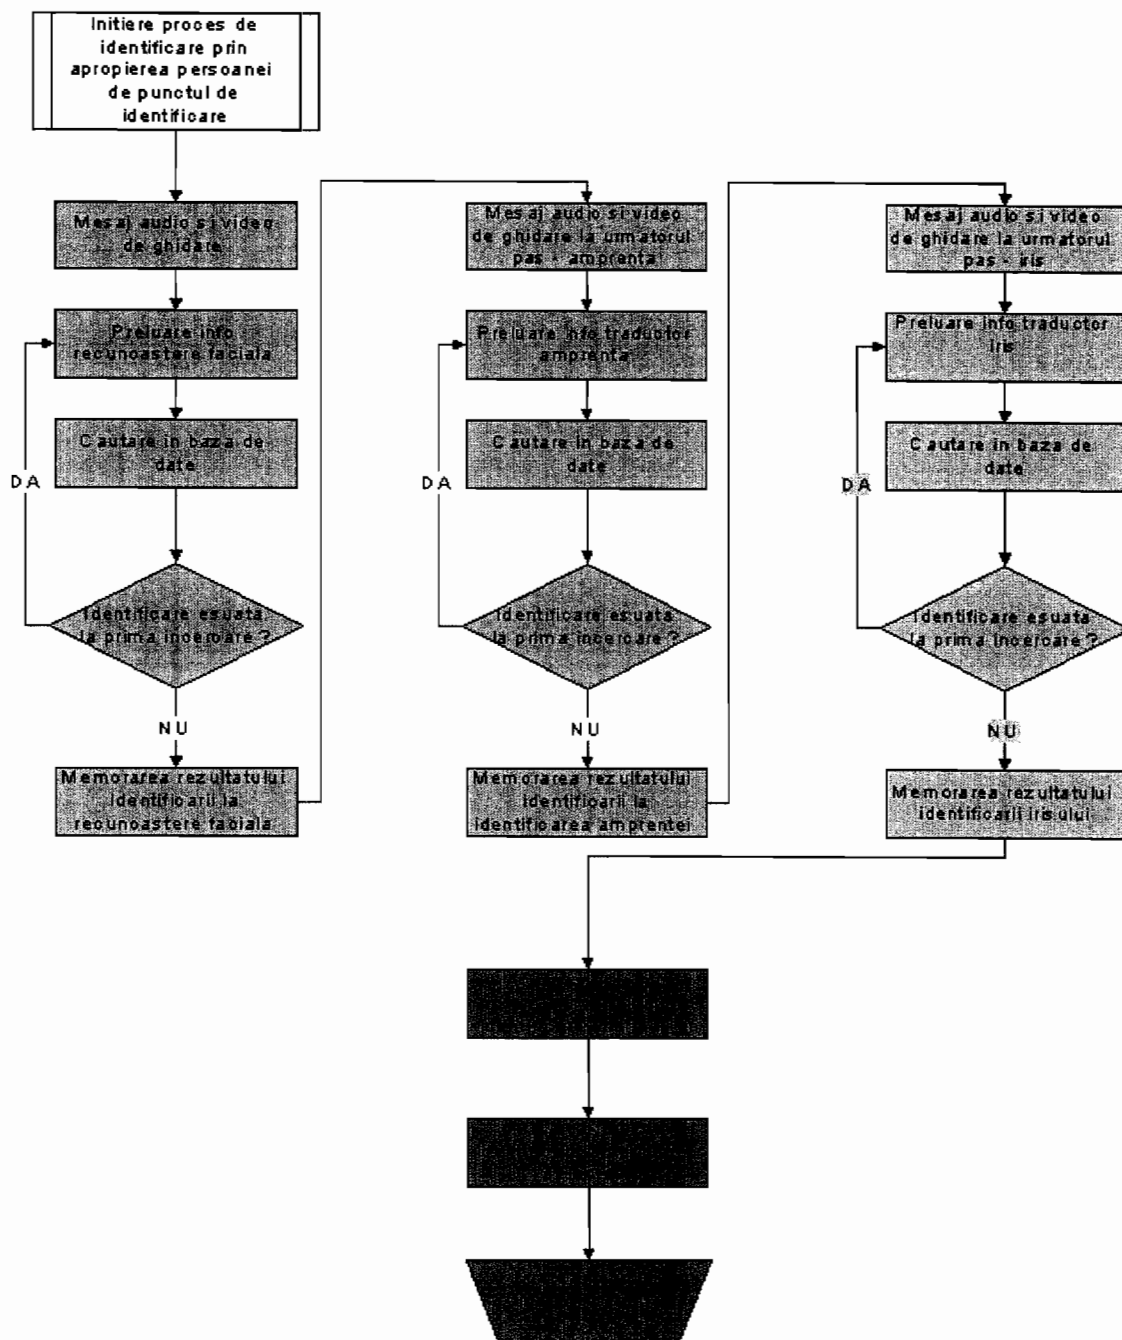 Initiere proces de
identificare prin
apropierea persoanei
de punctul de
identificare
Mesaj audio si video
de ghidare
Preluare info
recunoastere faciala
Cautare in baza de
date
DA
Identificare esuata
la prima incercare ?
NU
Memorarea rezultatului
identificarii la
recunoastere faciala
Mesaj audio si video
de ghidare la urmatorul
pas - amprenta
Preluare info traductor
amprenta
Cautare in baza de
date
DA
Identificare esuata
la prima incercare ?
NU
Memorarea rezultatului
identificarii la
identificarea amprentei
Mesaj audio si video
de ghidare la urmatorul
pas - iris
Preluare info traductor
iris
Cautare in baza de
date
DA
Identificare esuata
la prima incercare ?
NU
Memorarea rezultatului
identificarii irisului